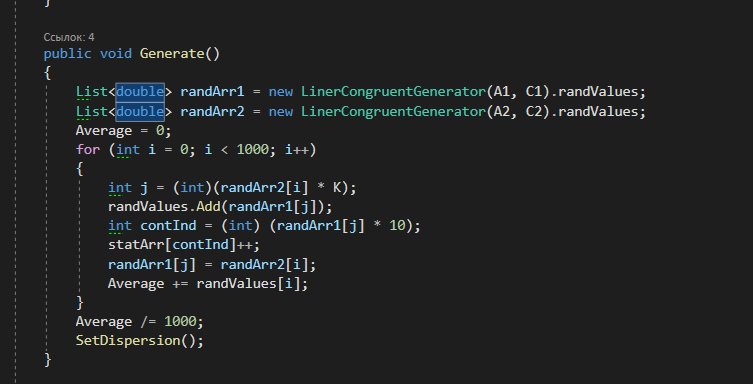 }
Ссылок: 4
public void Generate()
{
List<double> randArr1 = new LinerCongruentGenerator(A1, C1).randValues;
List<double> randArr2 = new LinerCongruentGenerator(A2, C2).randValues;
Average = 0;
for (int i = 0; i < 1000; i++)
{
int j = (int)(randArr2[i] * K);
randValues.Add(randArr1[j]);
int contInd = (int) (randArr1[j] * 10);
statArr[contInd]++;
randArr1[j] = randArr2[i];
Average += randValues[i];
}
Average /= 1000;
SetDispersion();
}